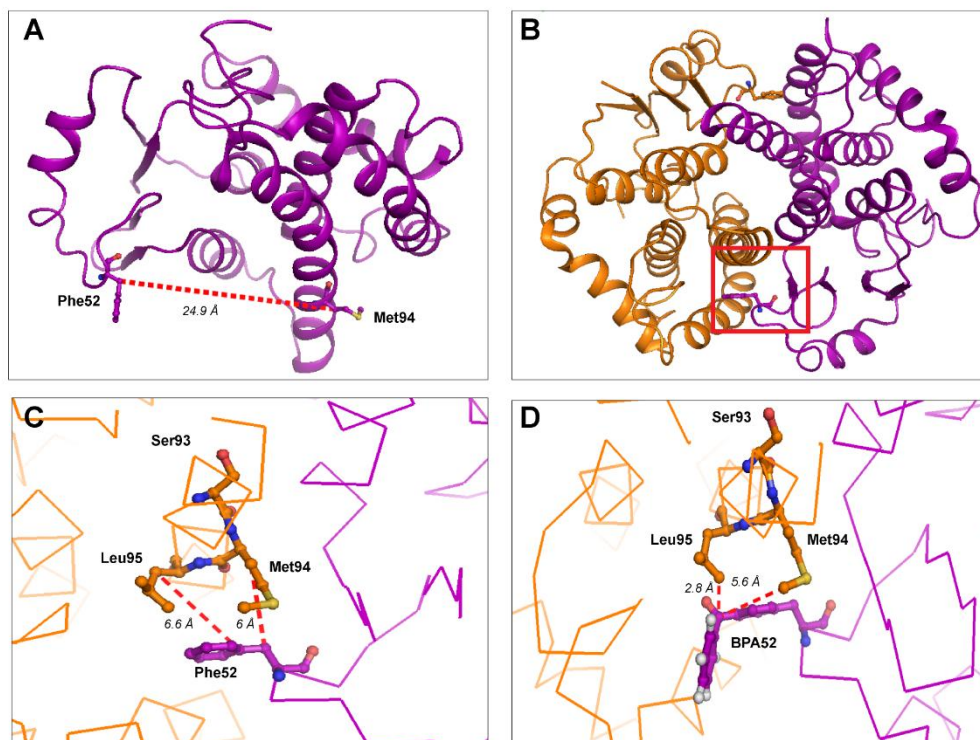 A
Phe52
24.9 Å
Met94
B
C
Ser93
Leu95
Met94
6.6 Å
6 Å
Phe52
D
Ser93
Leu95
Met94
2.8 Å
5.6 Å
BPA52